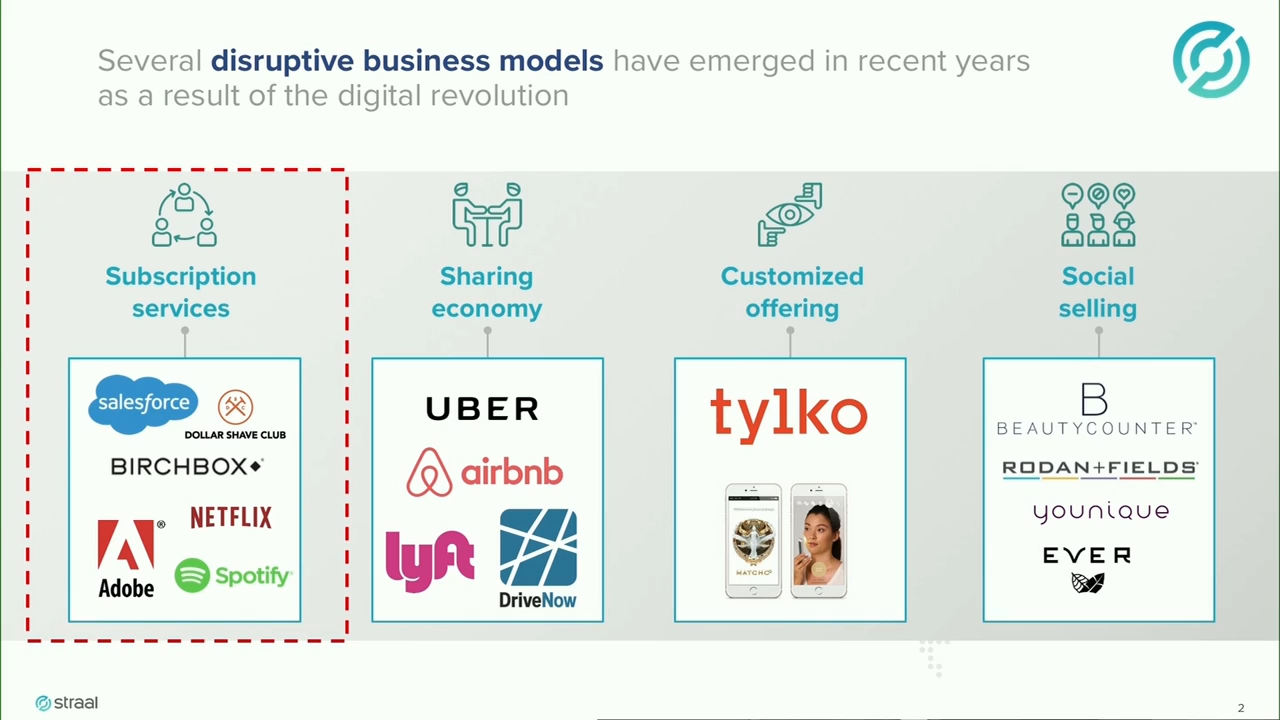 Several disruptive business models have emerged in recent years
as a result of the digital revolution
Subscription
services
salesforce
DOLLAR SHAVE CLUB
BIRCHBOX
NETFLIX
Adobe
Spotify
Sharing
economy
UBER
airbnb
lyft
DriveNow
Customized
offering
tylko
MATCHCO
Social
selling
B
BEAUTYCOUNTER™
RODAN+FIELDS®
younique
EVER
straal
2